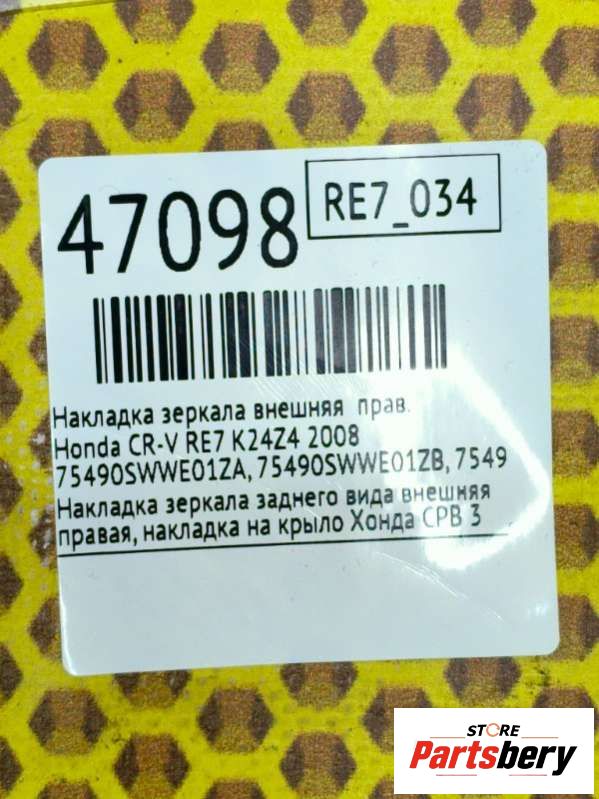 47098
RE7_034
Накладка зеркала внешняя прав.
Honda CR-V RE7 K24Z4 2008
75490SWWE01ZA, 75490SWWE01ZB, 7549
Накладка зеркала заднего вида внешняя
правая, накладка на крыло Хонда СРВ 3
STORE
Partsbery